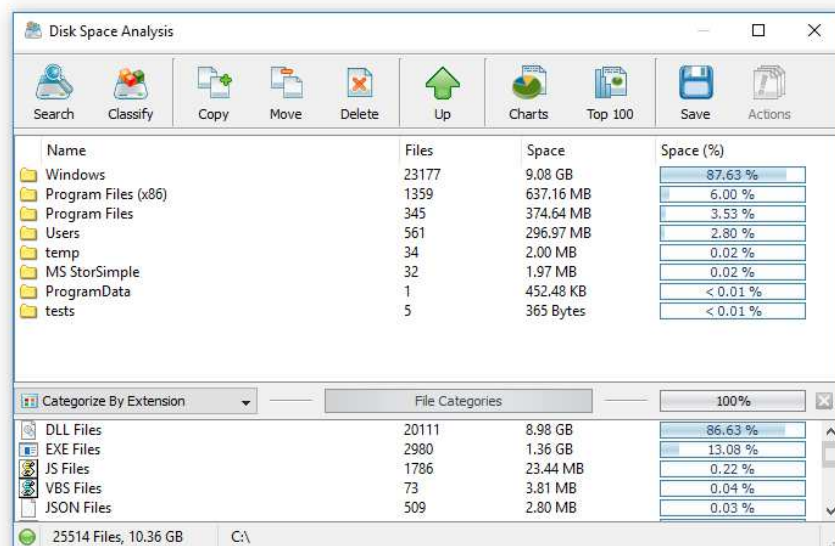 Disk Space Analysis
Search Classify Copy Move Delete Up Charts Top 100 Save Actions
Name Files Space Space (%)
Windows 23177 9.08 GB 87.63 %
Program Files (x86) 1359 637.16 MB 6.00 %
Program Files 345 374.64 MB 3.53 %
Users 561 296.97 MB 2.80 %
temp 34 2.00 MB 0.02 %
MS StorSimple 32 1.97 MB 0.02 %
ProgramData 1 452.48 KB < 0.01 %
tests 5 365 Bytes < 0.01 %
Categorize By Extension File Categories 100%
DLL Files 20111 8.98 GB 86.63 %
EXE Files 2980 1.36 GB 13.08 %
JS Files 1786 23.44 MB 0.22 %
VBS Files 73 3.81 MB 0.04 %
JSON Files 509 2.80 MB 0.03 %
25514 Files, 10.36 GB C:\